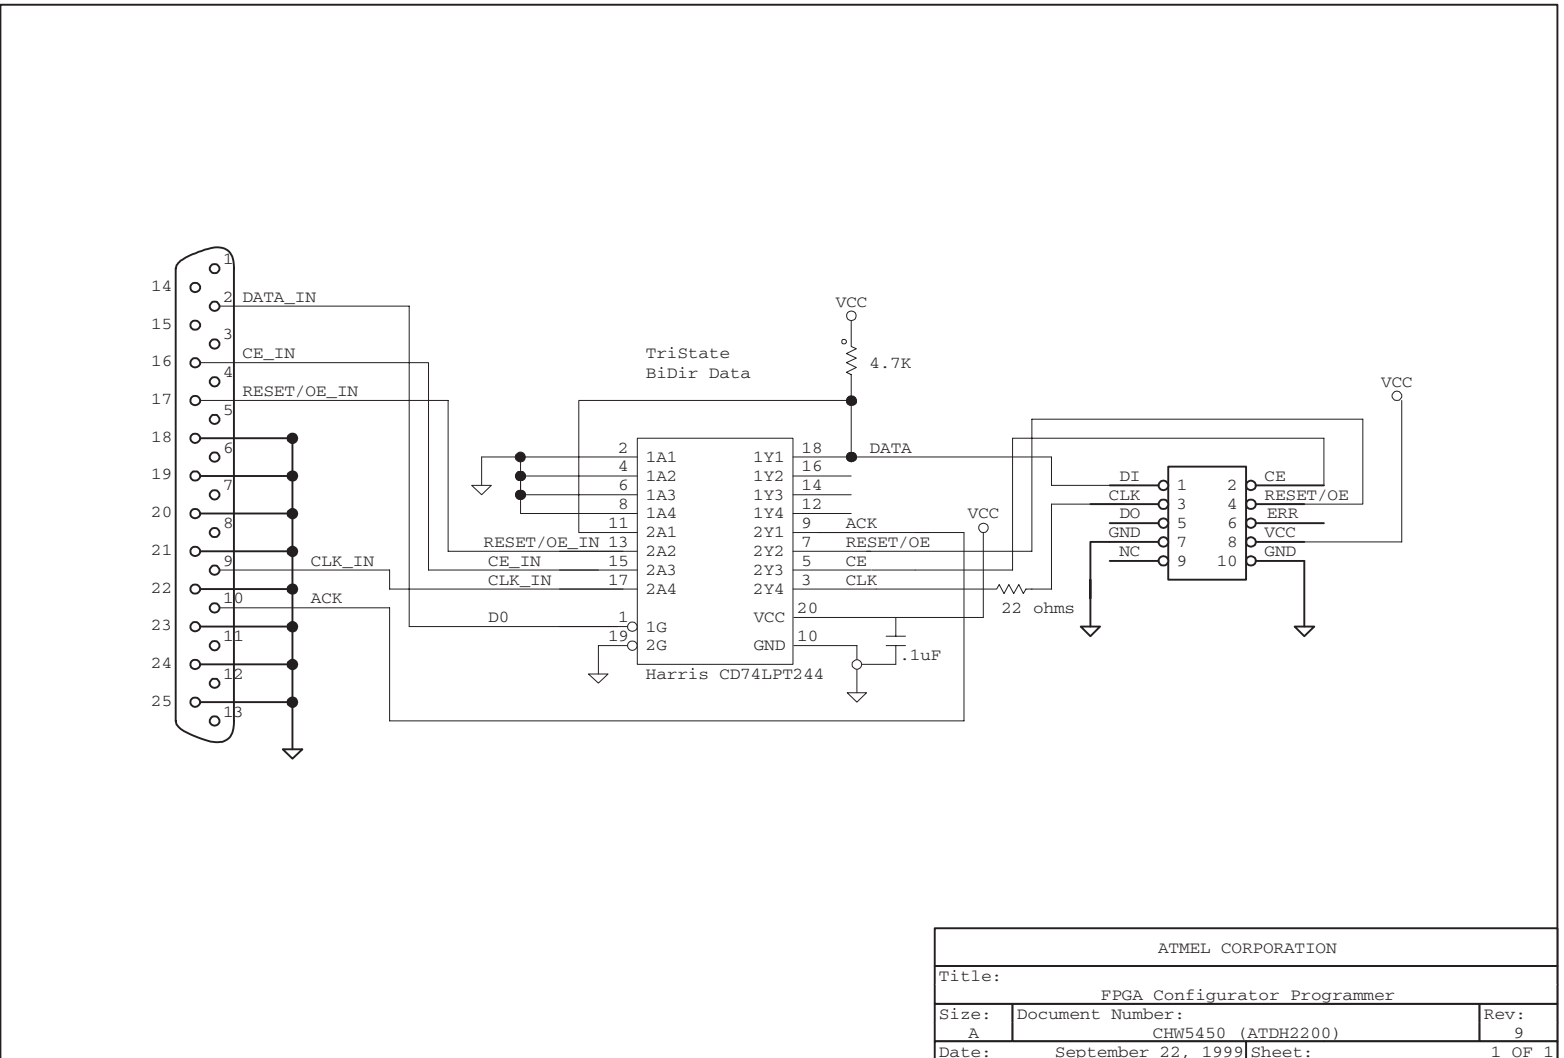 1
14
2 DATA_IN
15
3
16 CE_IN
4
17 RESET/OE_IN
5
18
6
19
7
20
8
21
9 CLK_IN
22
10 ACK
23
11
24
12
25
13
TriState
BiDir Data
VCC
4.7K
2 1A1 1Y1 18 DATA
4 1A2 1Y2 16
6 1A3 1Y3 14
8 1A4 1Y4 12
11 2A1 2Y1 9 ACK
RESET/OE_IN 13 2A2 2Y2 7 RESET/OE
CE_IN 15 2A3 2Y3 5 CE
CLK_IN 17 2A4 2Y4 3 CLK
22 ohms
D0 1 1G VCC 20
19 2G GND 10
.1uF
Harris CD74LPT244
VCC
VCC
DI 1 2 CE
CLK 3 4 RESET/OE
DO 5 6 ERR
GND 7 8 VCC
NC 9 10 GND
ATMEL CORPORATION
Title:
FPGA Configurator Programmer
Size: Document Number: Rev:
A CHW5450 (ATDH2200) 9
Date: September 22, 1999 Sheet: 1 OF 1